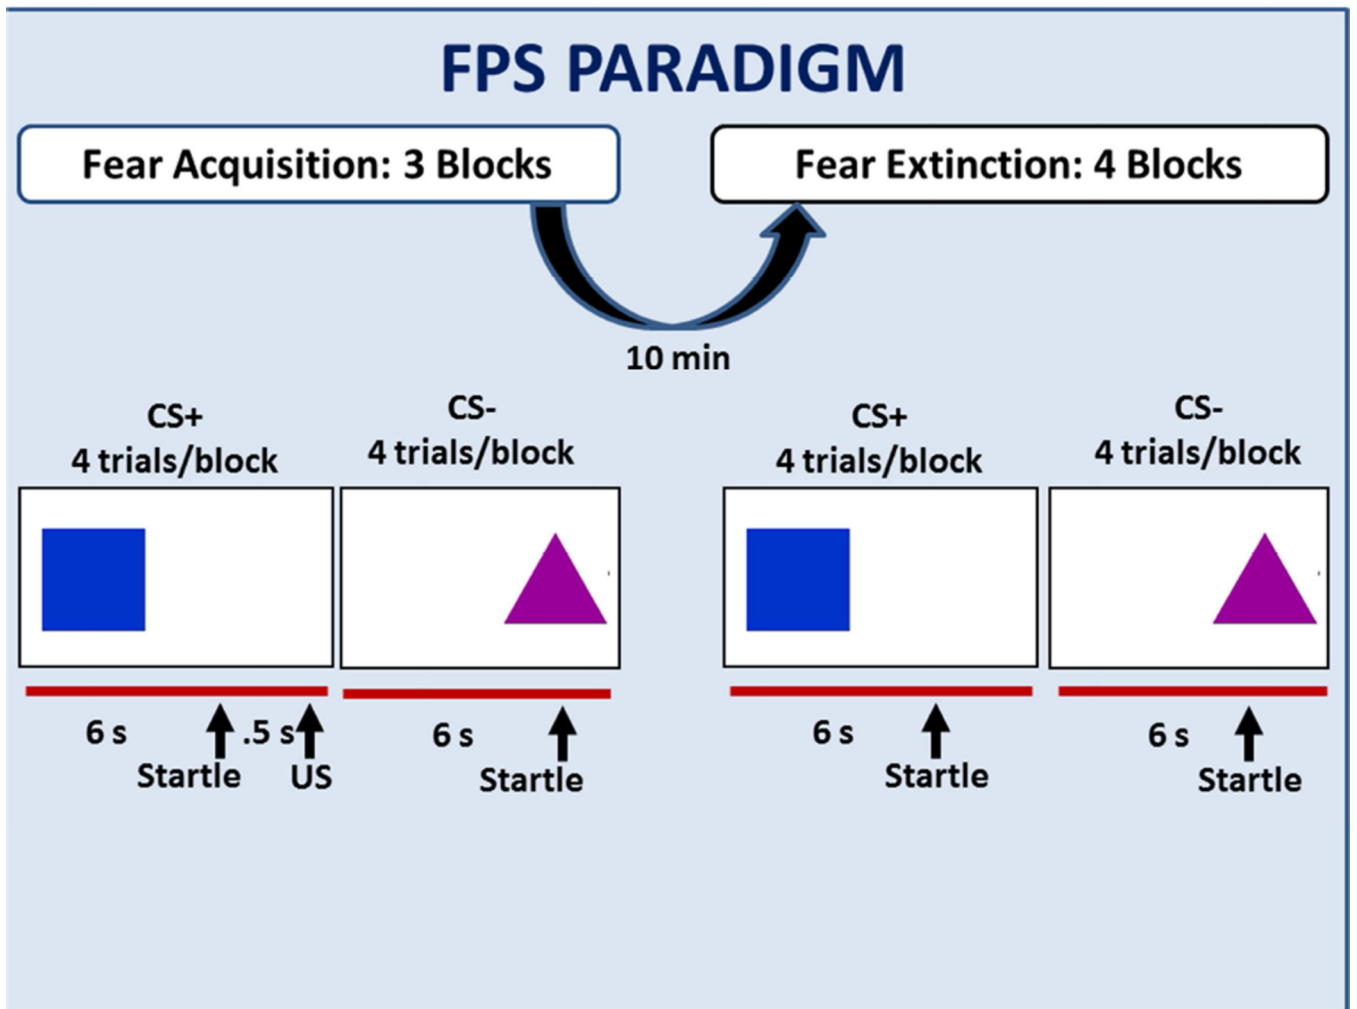 FPS PARADIGM
Fear Acquisition: 3 Blocks
Fear Extinction: 4 Blocks
10 min
CS+
4 trials/block
CS-
4 trials/block
CS+
4 trials/block
CS-
4 trials/block
6 s
.5 s
Startle
US
6 s
Startle
6 s
Startle
6 s
Startle